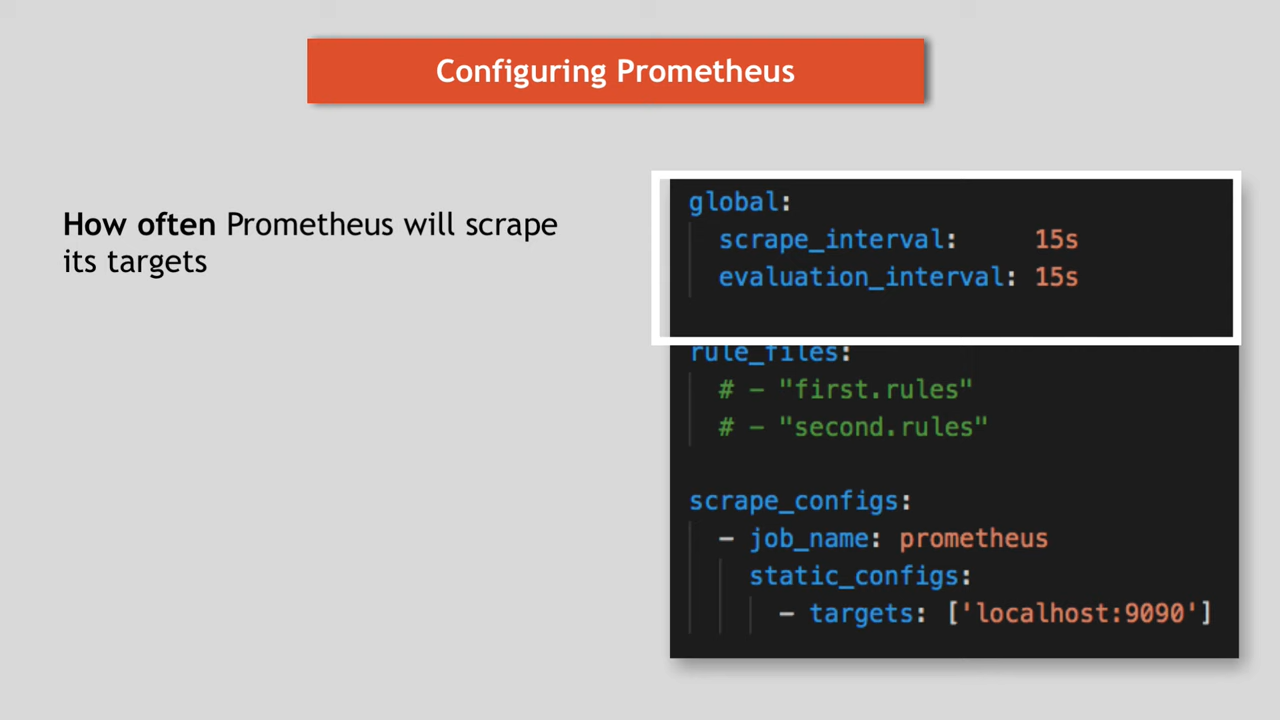 Configuring Prometheus
How often Prometheus will scrape
its targets
global:
  scrape_interval:     15s
  evaluation_interval: 15s
rule_files:
  # - "first.rules"
  # - "second.rules"
scrape_configs:
  - job_name: prometheus
    static_configs:
      - targets: ['localhost:9090']